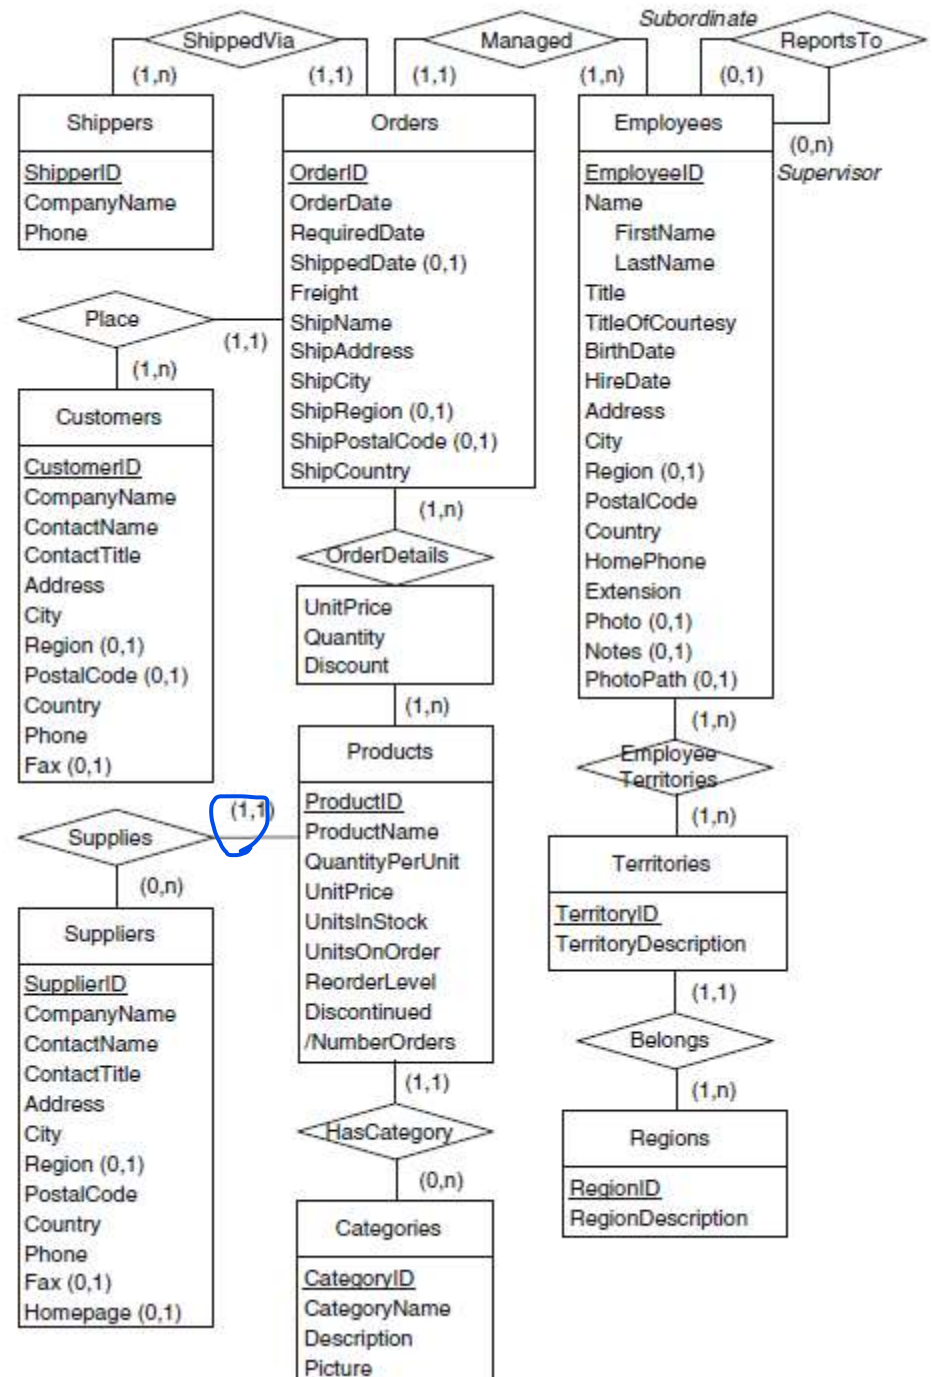 Subordinate
ShippedVia
Managed
ReportsTo
(1,n)
(1,1)
(1,1)
(1,n)
(0,1)
(0,n)
Supervisor
Shippers
ShipperID
CompanyName
Phone
Orders
OrderID
OrderDate
RequiredDate
ShippedDate (0,1)
Freight
ShipName
ShipAddress
ShipCity
ShipRegion (0,1)
ShipPostalCode (0,1)
ShipCountry
Employees
EmployeeID
Name
FirstName
LastName
Title
TitleOfCourtesy
BirthDate
HireDate
Address
City
Region (0,1)
PostalCode
Country
HomePhone
Extension
Photo (0,1)
Notes (0,1)
PhotoPath (0,1)
Place
(1,1)
(1,n)
Customers
CustomerID
CompanyName
ContactName
ContactTitle
Address
City
Region (0,1)
PostalCode (0,1)
Country
Phone
Fax (0,1)
(1,n)
OrderDetails
UnitPrice
Quantity
Discount
(1,n)
Products
ProductID
ProductName
QuantityPerUnit
UnitPrice
UnitsInStock
UnitsOnOrder
ReorderLevel
Discontinued
/NumberOrders
(1,n)
Employee
Territories
(1,n)
Territories
TerritoryID
TerritoryDescription
(1,1)
Belongs
(1,n)
Regions
RegionID
RegionDescription
(1,1)
Supplies
(0,n)
Suppliers
SupplierID
CompanyName
ContactName
ContactTitle
Address
City
Region (0,1)
PostalCode
Country
Phone
Fax (0,1)
Homepage (0,1)
(1,1)
HasCategory
(0,n)
Categories
CategoryID
CategoryName
Description
Picture